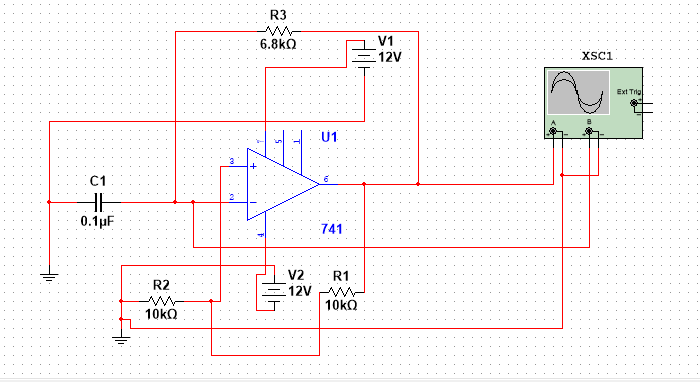 R3
6.8kΩ
V1
12V
XSC1
Ext Trig
+
-
A
B
+ - + -
7 5 1
U1
3 +
6
2 -
C1
0.1µF
741
4
R2
10kΩ
V2
12V
R1
10kΩ